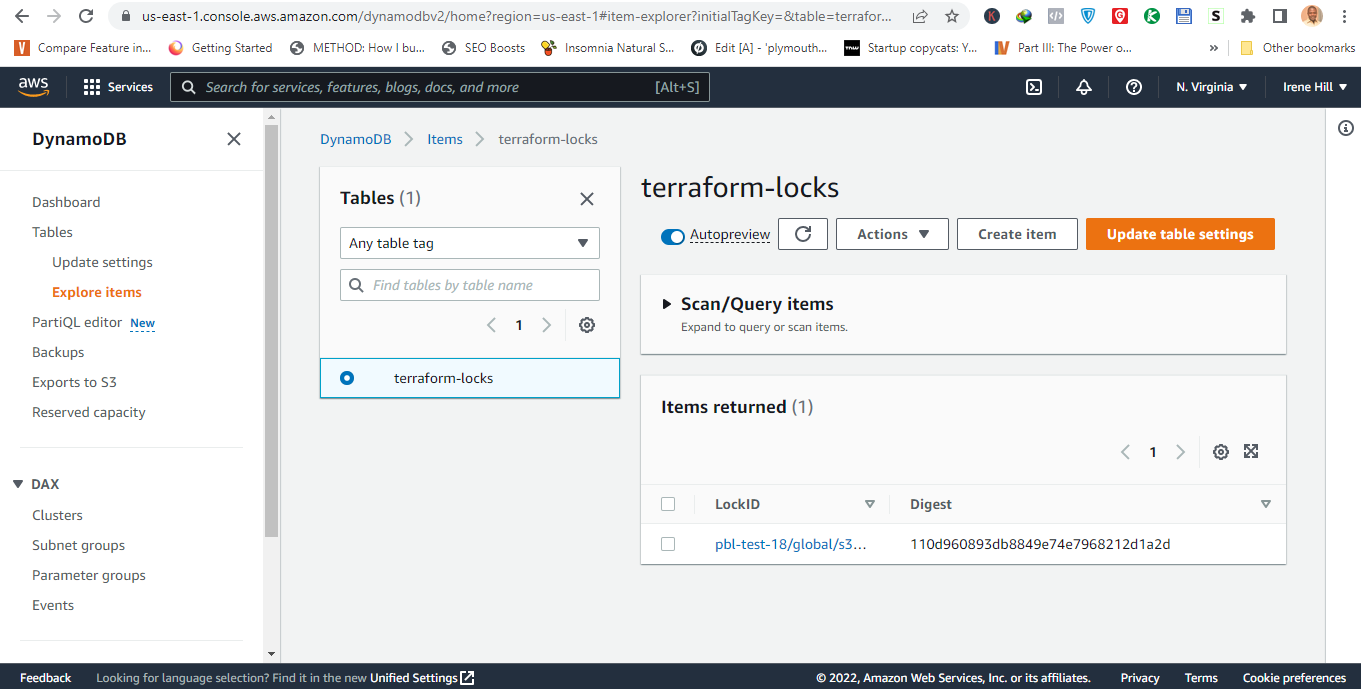 us-east-1.console.aws.amazon.com/dynamodbv2/home?region=us-east-1#item-explorer?initialTagKey=&table=terrafor...
Compare Feature in...
Getting Started
METHOD: How I bu...
SEO Boosts
Insomnia Natural S...
Edit [A] - 'plymouth...
Startup copycats: Y...
Part III: The Power o...
»
Other bookmarks
aws
Services
Search for services, features, blogs, docs, and more
[Alt+S]
N. Virginia
Irene Hill
DynamoDB
Dashboard
Tables
Update settings
Explore items
PartiQL editor New
Backups
Exports to S3
Reserved capacity
DAX
Clusters
Subnet groups
Parameter groups
Events
DynamoDB
Items
terraform-locks
Tables (1)
Any table tag
Find tables by table name
1
terraform-locks
terraform-locks
Autopreview
Actions
Create item
Update table settings
Scan/Query items
Expand to query or scan items.
Items returned (1)
1
LockID
Digest
pbl-test-18/global/s3...
110d960893db8849e74e7968212d1a2d
Feedback
Looking for language selection? Find it in the new Unified Settings
© 2022, Amazon Web Services, Inc. or its affiliates.
Privacy
Terms
Cookie preferences